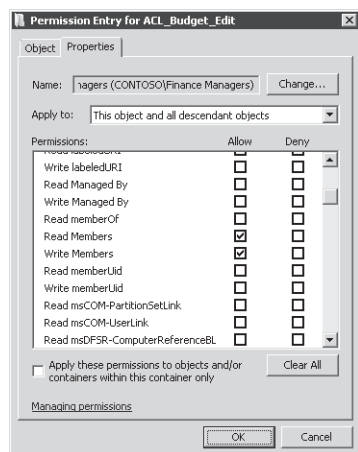 Permission Entry for ACL_Budget_Edit
Object Properties
Name: nagers (CONTOSO\Finance Managers) Change...
Apply to: This object and all descendant objects
Permissions: Allow Deny
Read labeledURI
Write labeledURI
Read Managed By
Write Managed By
Read memberOf
Read Members
Write Members
Read memberUid
Write memberUid
Read msCOM-PartitionSetLink
Read msCOM-UserLink
Read msDFSR-ComputerReferenceBL
Apply these permissions to objects and/or
containers within this container only
Clear All
Managing permissions
OK Cancel